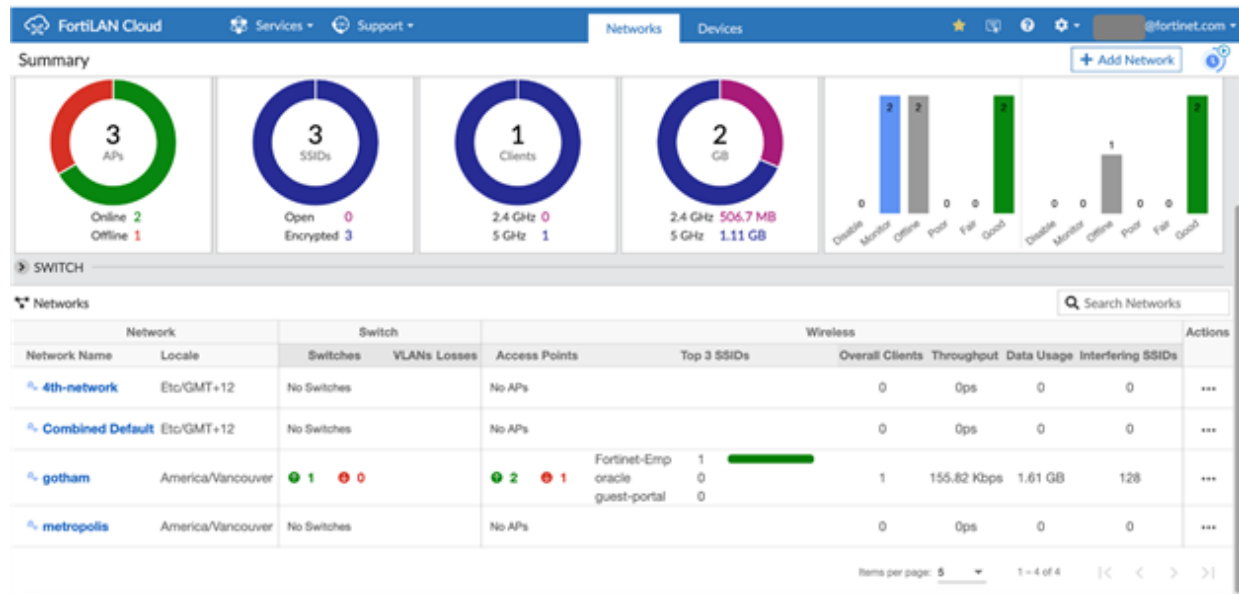 FortiLAN Cloud Services Support Networks Devices @fortinet.com
Summary + Add Network
3 APs
Online 2
Offline 1
3 SSIDs
Open 0
Encrypted 3
1 Clients
2.4 GHz 0
5 GHz 1
2 GB
2.4 GHz 506.7 MB
5 GHz 1.11 GB
0 2 2 0 0 2
Disable Monitor Offline Poor Fair Good
0 0 1 0 0 2
Disable Monitor Offline Poor Fair Good
SWITCH
Networks Search Networks
Network Switch Wireless Actions
Network Name Locale Switches VLANs Losses Access Points Top 3 SSIDs Overall Clients Throughput Data Usage Interfering SSIDs
4th-network Etc/GMT+12 No Switches No APs 0 0ps 0 0 ...
Combined Default Etc/GMT+12 No Switches No APs 0 0ps 0 0 ...
Fortinet-Emp 1
gotham America/Vancouver 1 0 2 1 oracle 0 1 155.82 Kbps 1.61 GB 128 ...
guest-portal 0
metropolis America/Vancouver No Switches No APs 0 0ps 0 0 ...
Items per page: 5 1 – 4 of 4 |< < > >|